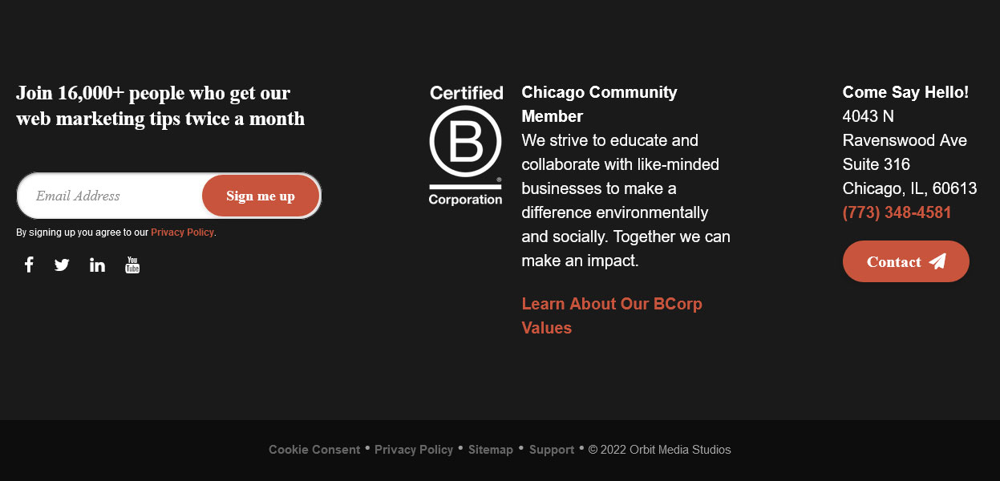 Join 16,000+ people who get our
web marketing tips twice a month
Email Address
Sign me up
By signing up you agree to our Privacy Policy.
You
Tube
Certified
B
®
Corporation
Chicago Community
Member
We strive to educate and
collaborate with like-minded
businesses to make a
difference environmentally
and socially. Together we can
make an impact.
Learn About Our BCorp
Values
Come Say Hello!
4043 N
Ravenswood Ave
Suite 316
Chicago, IL, 60613
(773) 348-4581
Contact
Cookie Consent • Privacy Policy • Sitemap • Support • © 2022 Orbit Media Studios